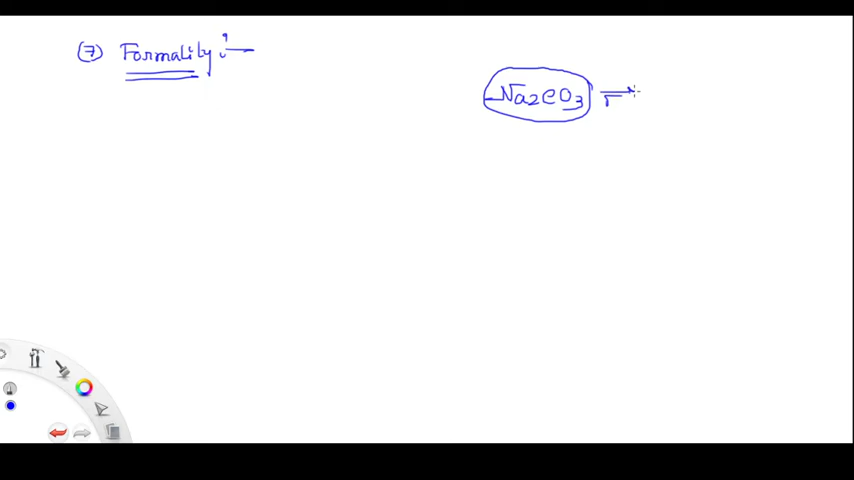 (7) Formality :-
Na2CO3 ⇌